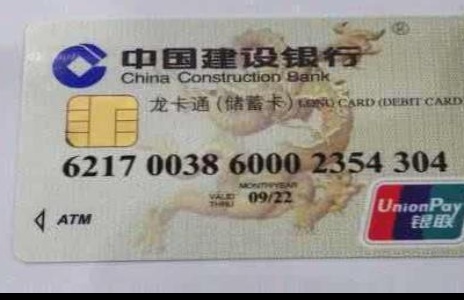 中国建设银行®
China Construction Bank
龙卡通(储蓄卡) LONG CARD (DEBIT CARD
6217 0038 6000 2354 304
MONTH/YEAR
VALID THRU 09/22
ATM
UnionPay
银联